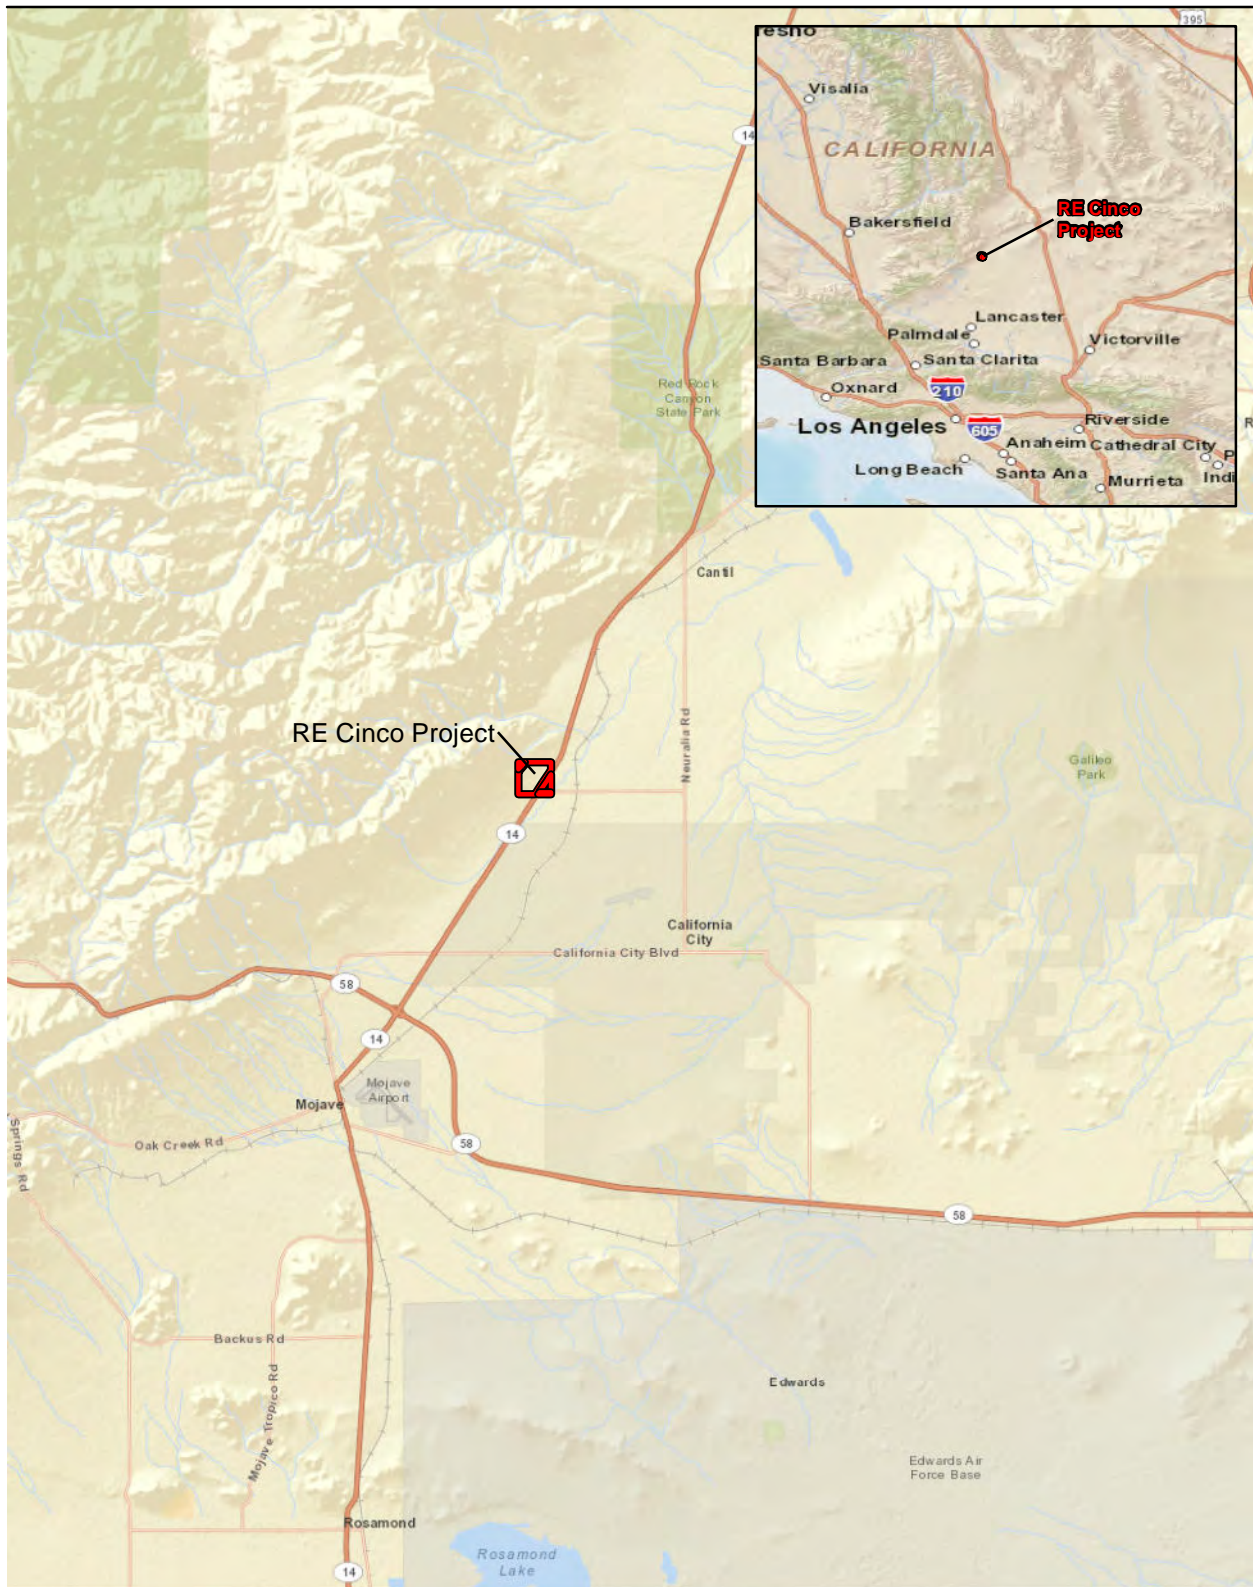 395
resno
Visalia
CALIFORNIA
RE Cinco
Project
Bakersfield
Lancaster
Palmdale
Victorville
Santa Barbara
Santa Clarita
Oxnard
210
Los Angeles
605
Riverside
Anaheim
Cathedral City
P
Long Beach
Santa Ana
Indi
Murrieta
14
Red Rock
Canyon
State Park
R
Cantil
RE Cinco Project
Neuralia Rd
Galileo
Park
14
California
City
California City Blvd
58
14
Mojave
Airport
Mojave
Oak Creek Rd
58
Springs Rd
58
Backus Rd
Mojave Tropico Rd
Edwards
Edwards Air
Force Base
Rosamond
Rosamond
Lake
14